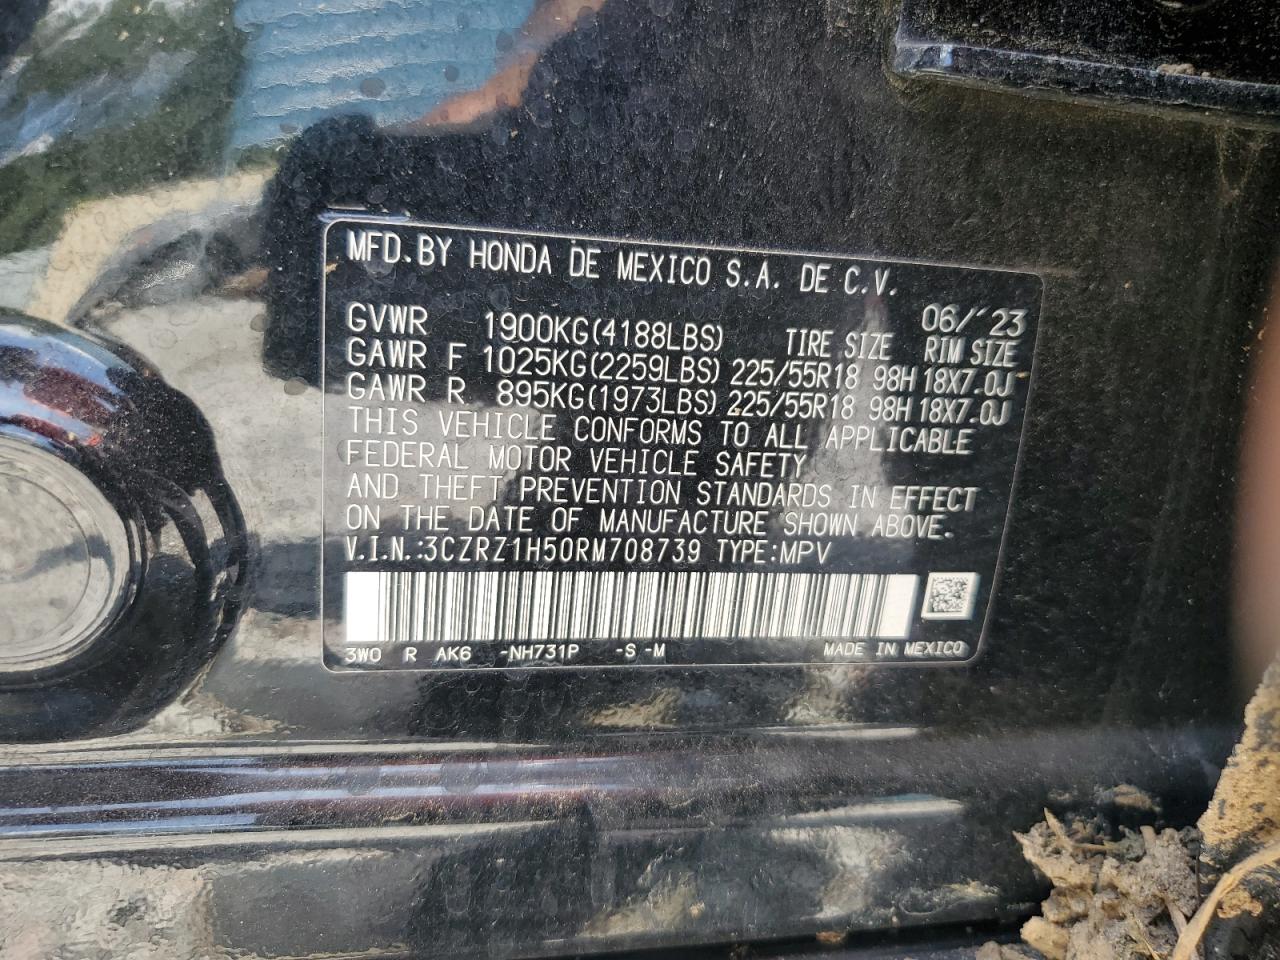 MFD.BY HONDA DE MEXICO S.A. DE C.V.
06/'23
GVWR 1900KG(4188LBS) TIRE SIZE RIM SIZE
GAWR F 1025KG(2259LBS) 225/55R18 98H 18X7.0J
GAWR R 895KG(1973LBS) 225/55R18 98H 18X7.0J
THIS VEHICLE CONFORMS TO ALL APPLICABLE
FEDERAL MOTOR VEHICLE SAFETY
AND THEFT PREVENTION STANDARDS IN EFFECT
ON THE DATE OF MANUFACTURE SHOWN ABOVE.
V.I.N.:3CZRZ1H50RM708739 TYPE:MPV
3W0 R AK6 -NH731P -S -M MADE IN MEXICO